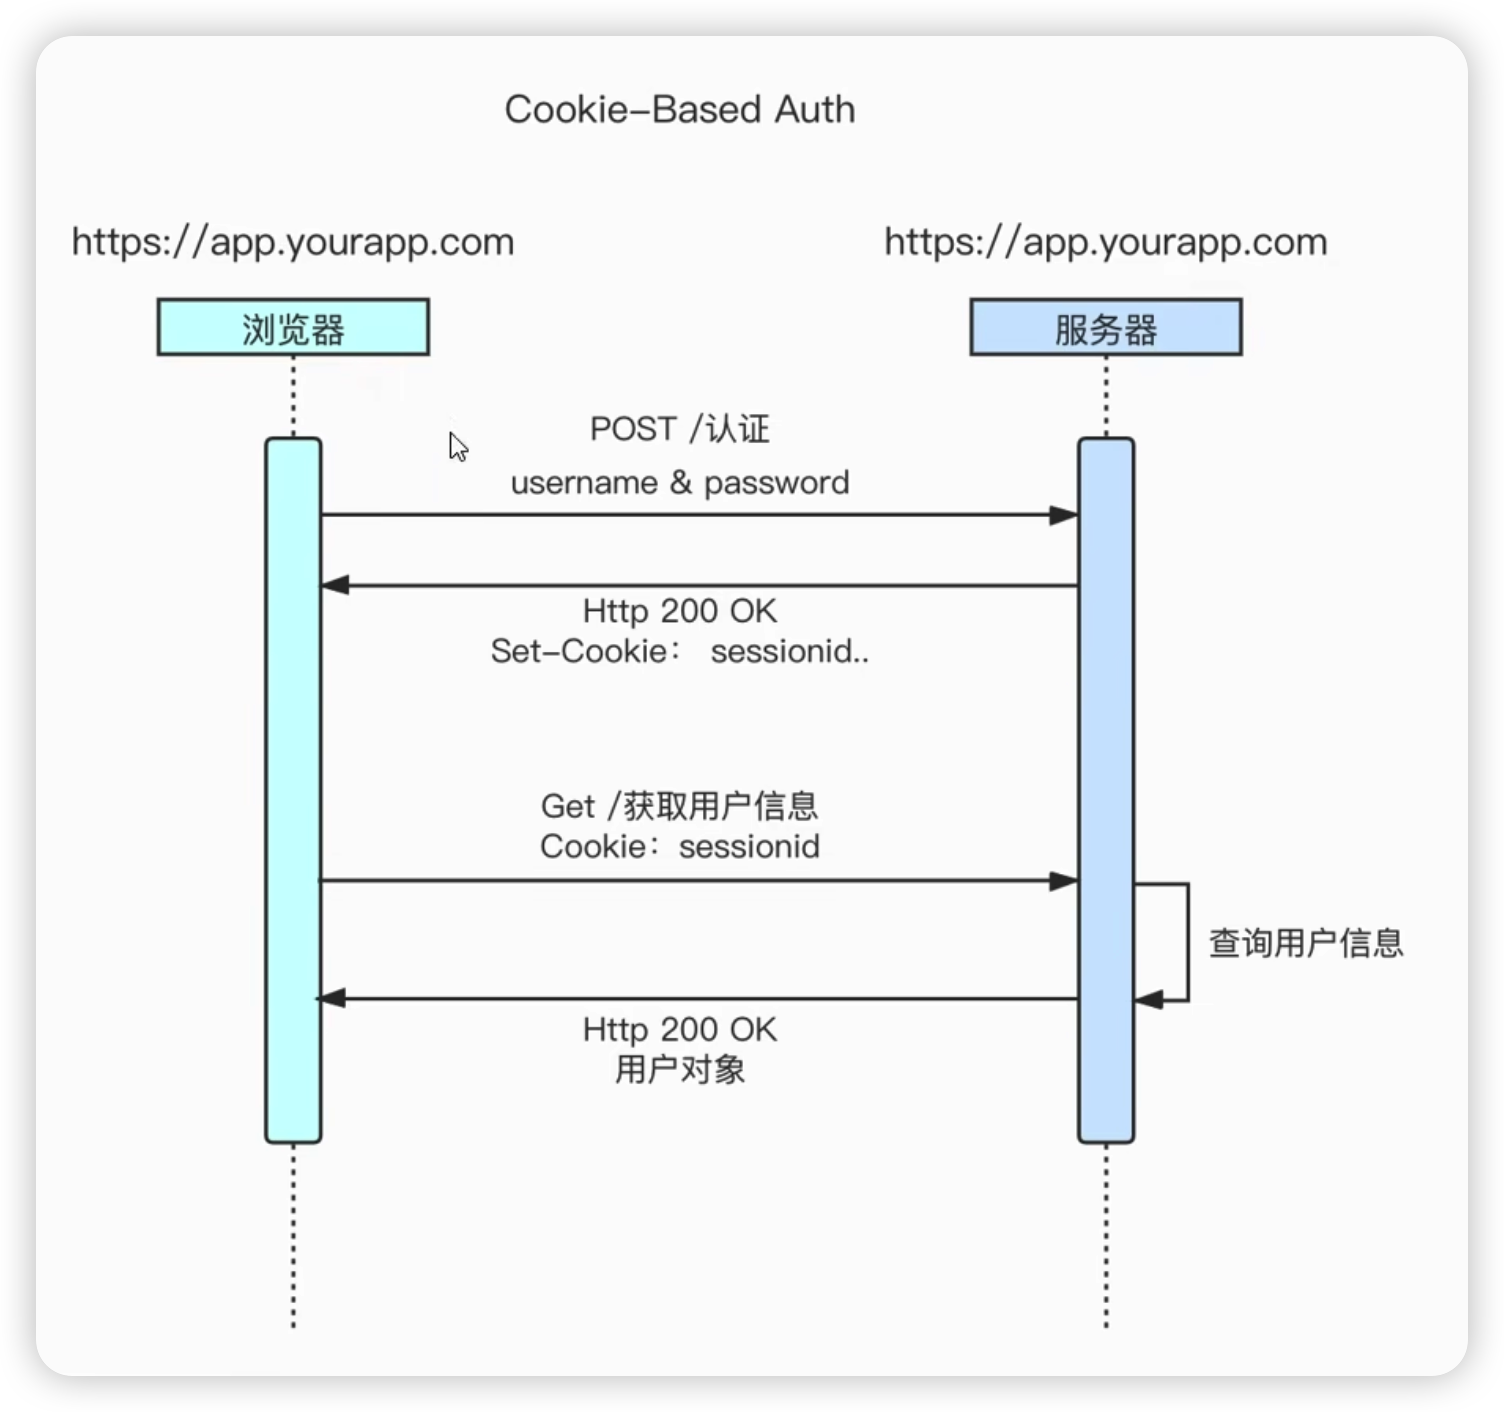 Cookie-Based Auth
https://app.yourapp.com
https://app.yourapp.com
浏览器
服务器
POST /认证
username & password
Http 200 OK
Set-Cookie： sessionid..
Get /获取用户信息
Cookie：sessionid
查询用户信息
Http 200 OK
用户对象